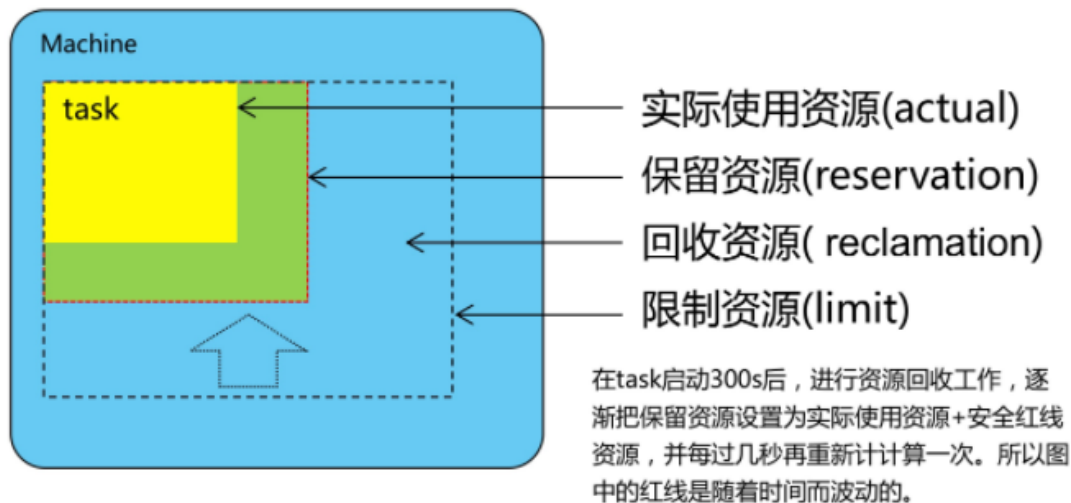 Machine
task
实际使用资源(actual)
保留资源(reservation)
回收资源( reclamation)
限制资源(limit)
在task启动300s后，进行资源回收工作，逐
渐把保留资源设置为实际使用资源+安全红线
资源，并每过几秒再重新计计算一次。所以图
中的红线是随着时间而波动的。